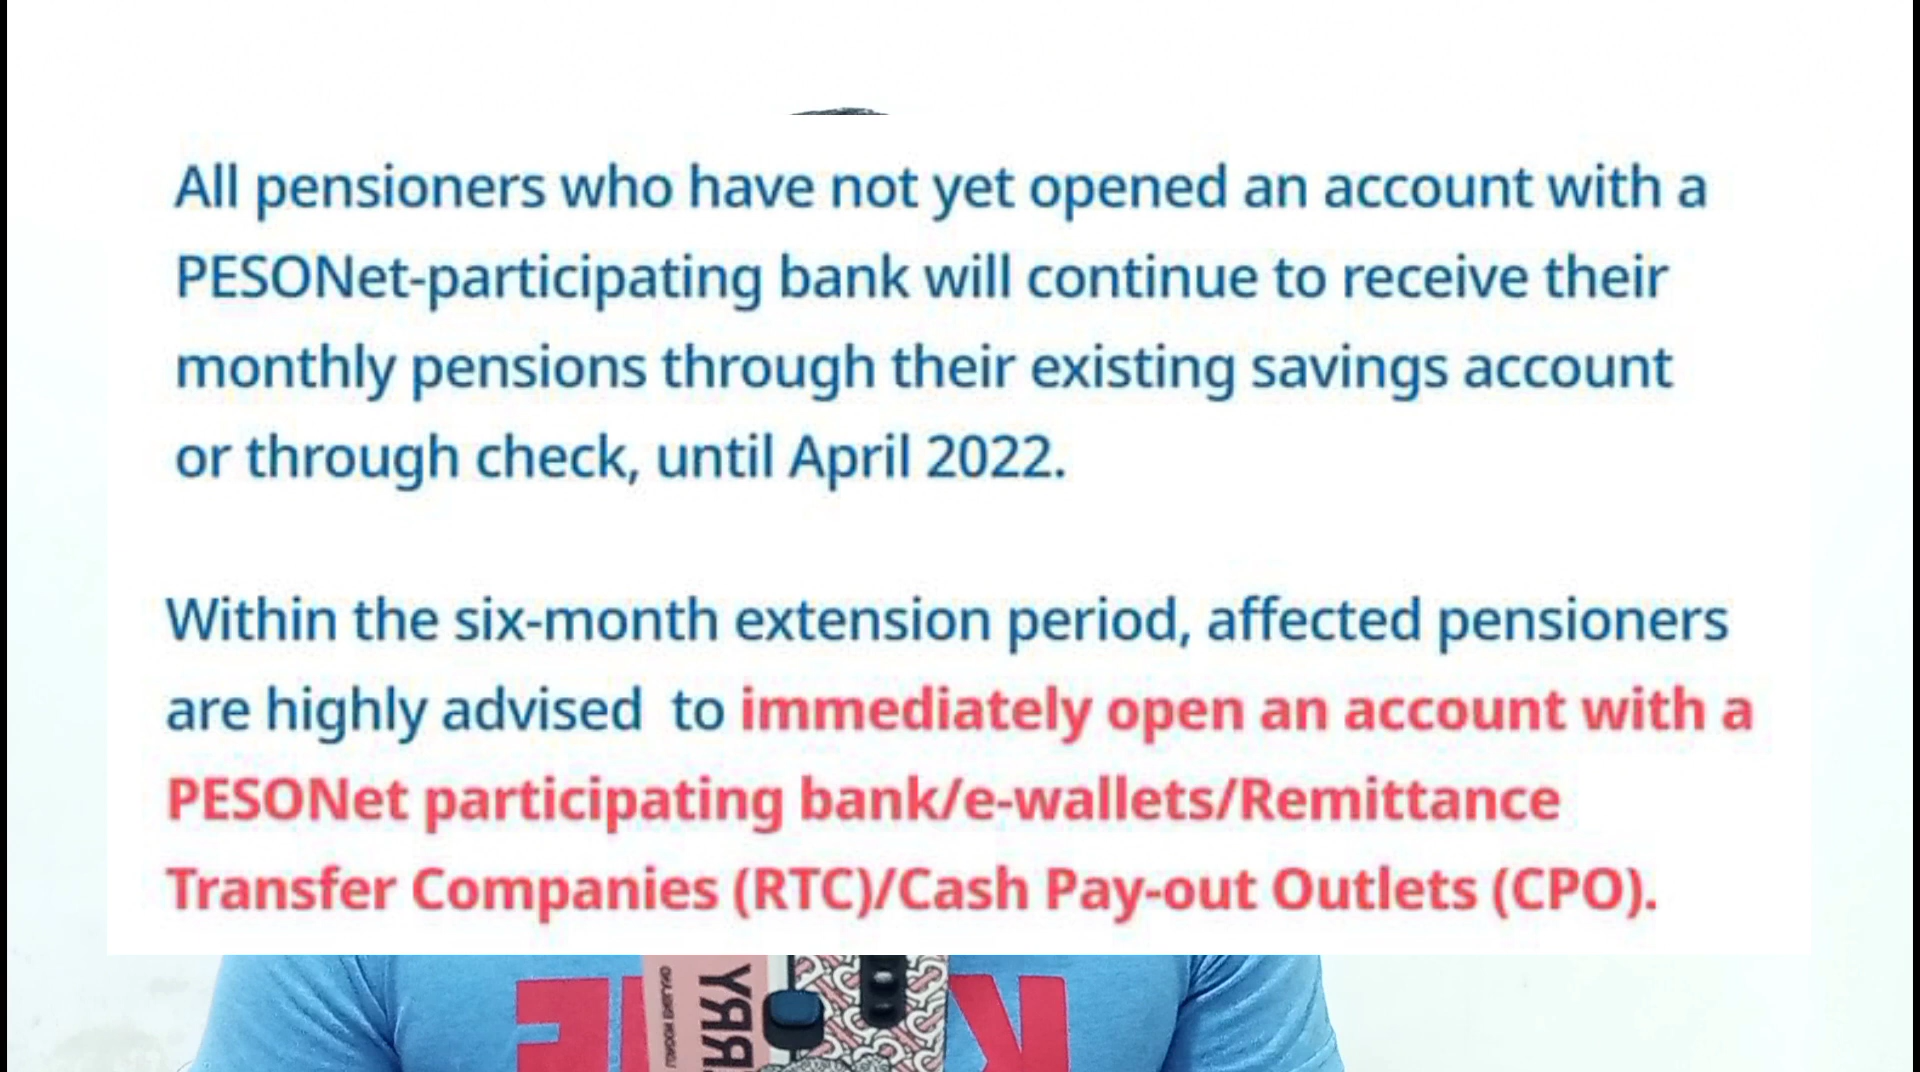 All pensioners who have not yet opened an account with a
PESONet-participating bank will continue to receive their
monthly pensions through their existing savings account
or through check, until April 2022.
Within the six-month extension period, affected pensioners
are highly advised to immediately open an account with a
PESONet participating bank/e-wallets/Remittance
Transfer Companies (RTC)/Cash Pay-out Outlets (CPO).